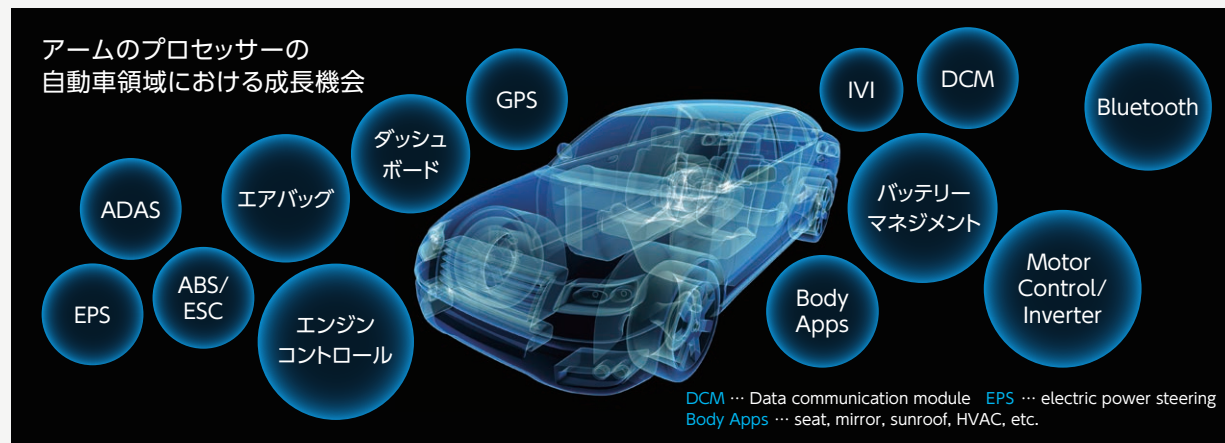 アームのプロセッサーの
自動車領域における成長機会
GPS
ダッシュ
ボード
エアバッグ
ADAS
EPS
ABS/
ESC
エンジン
コントロール
IVI
DCM
Bluetooth
バッテリー
マネジメント
Motor
Control/
Inverter
Body
Apps
DCM … Data communication module EPS … electric power steering
Body Apps … seat, mirror, sunroof, HVAC, etc.